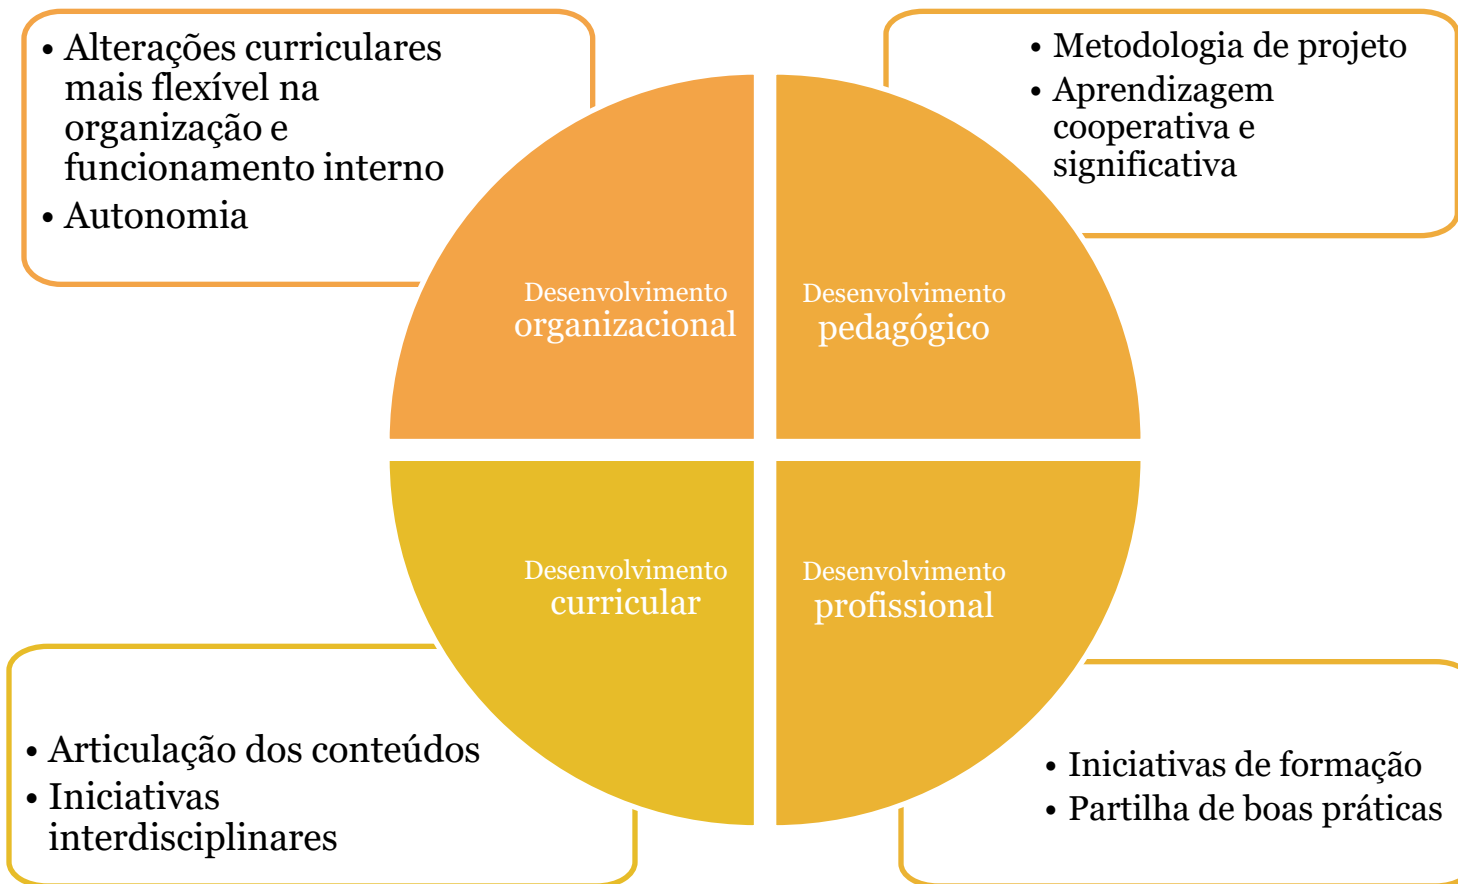 • Alterações curriculares
mais flexível na
organização e
funcionamento interno
• Autonomia
• Metodologia de projeto
• Aprendizagem
cooperativa e
significativa
Desenvolvimento
organizacional
Desenvolvimento
pedagógico
Desenvolvimento
curricular
Desenvolvimento
profissional
• Articulação dos conteúdos
• Iniciativas
interdisciplinares
• Iniciativas de formação
• Partilha de boas práticas